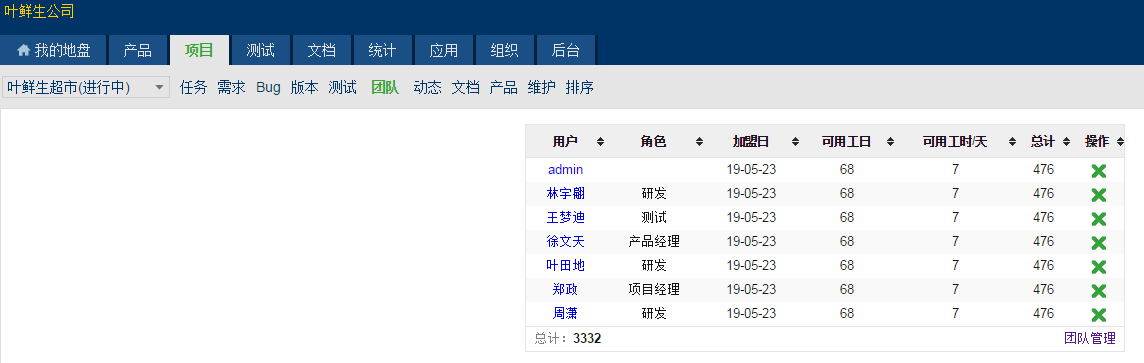 叶鲜生公司
我的地盘 产品 项目 测试 文档 统计 应用 组织 后台
叶鲜生超市(进行中) 任务 需求 Bug 版本 测试 团队 动态 文档 产品 维护 排序
用户 角色 加盟日 可用工日 可用工时/天 总计 操作
admin 19-05-23 68 7 476
林宇翩 研发 19-05-23 68 7 476
王梦迪 测试 19-05-23 68 7 476
徐文天 产品经理 19-05-23 68 7 476
叶田地 研发 19-05-23 68 7 476
郑政 项目经理 19-05-23 68 7 476
周潇 研发 19-05-23 68 7 476
总计：3332 团队管理